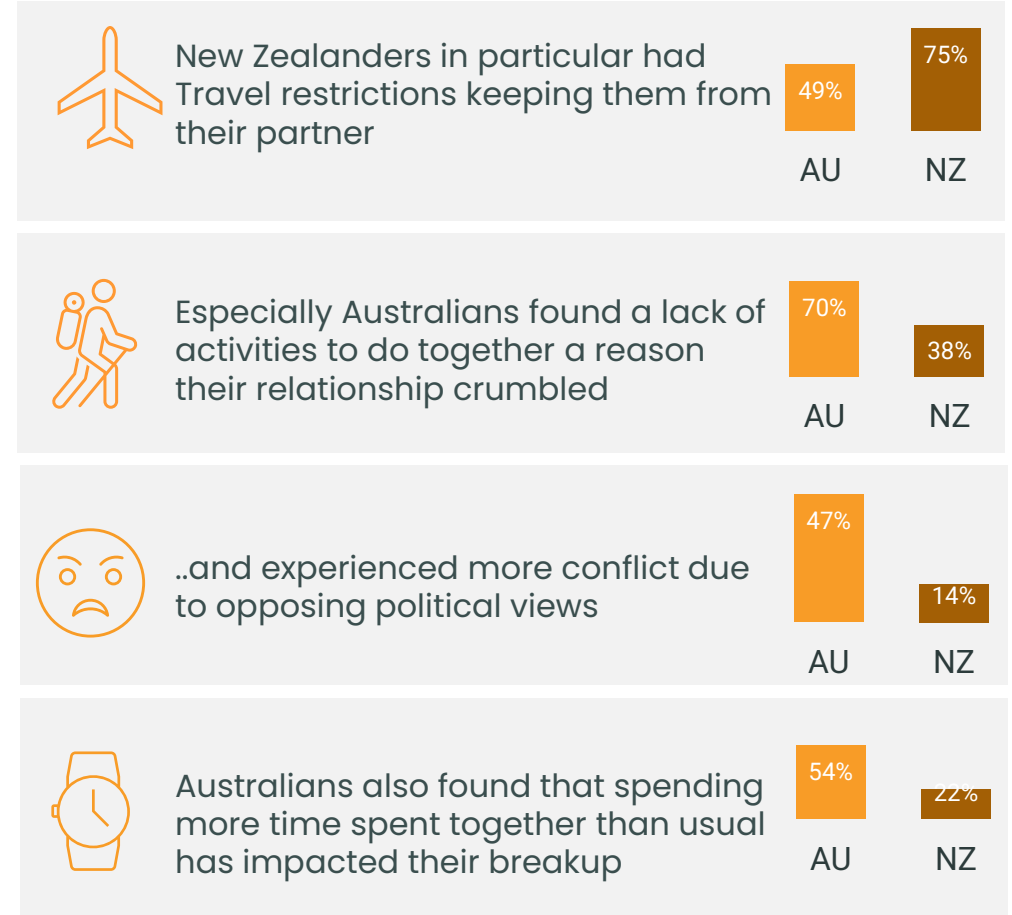 New Zealanders in particular had
Travel restrictions keeping them from
their partner
49%
75%
AU
NZ
Especially Australians found a lack of
activities to do together a reason
their relationship crumbled
70%
38%
AU
NZ
..and experienced more conflict due
to opposing political views
47%
14%
AU
NZ
Australians also found that spending
more time spent together than usual
has impacted their breakup
54%
22%
AU
NZ